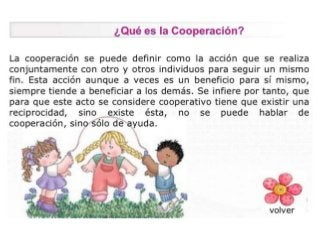 ¿Qué es la Cooperación?
La cooperación se puede definir como la acción que se realiza
conjuntamente con otro y otros individuos para seguir un mismo
fin. Esta acción aunque a veces es un beneficio para sí mismo,
siempre tiende a beneficiar a los demás. Se infiere por tanto, que
para que este acto se considere cooperativo tiene que existir una
reciprocidad, sino existe ésta, no se puede hablar de
cooperación, sino sólo de ayuda.
volver